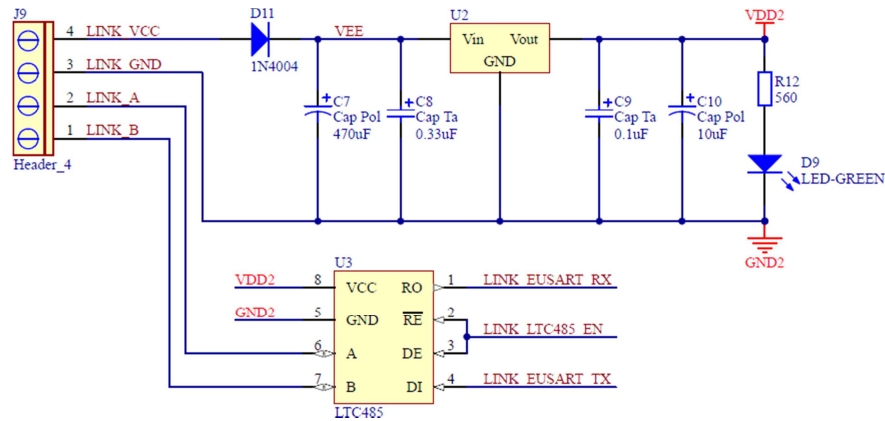 J9
4 LINK_VCC
3 LINK_GND
2 LINK_A
1 LINK_B
Header_4
D11
1N4004
VEE
U2
Vin Vout
GND
VDD2
C7
Cap Pol
470uF
C8
Cap Ta
0.33uF
C9
Cap Ta
0.1uF
C10
Cap Pol
10uF
R12
560
D9
LED-GREEN
GND2
U3
VDD2 8 VCC RO 1 LINK_EUSART_RX
GND2 5 GND RE 2
LINK_LTC485_EN
6 A DE 3
7 B DI 4 LINK_EUSART_TX
LTC485